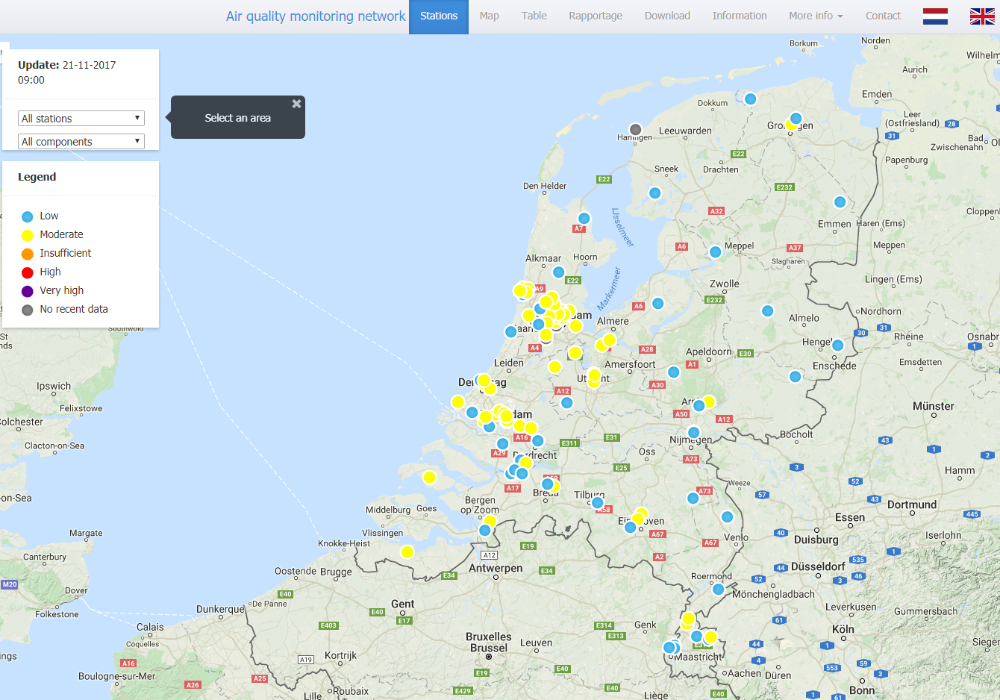 Air quality monitoring network
Stations
Map
Table
Rapportage
Download
Information
More info
Contact
Update: 21-11-2017
09:00
All stations
All components
Select an area
Legend
Low
Moderate
Insufficient
High
Very high
No recent data
Borkum
Norden
Wilhelm
Aurich
Emden
Leer
(Ostfriesland)
28
31
Bad
Zwischenahn
Ol
Papenburg
Dokkum
Leeuwarden
Harlingen
E22
Sneek
Drachten
E232
Den Helder
E22
IJsselmeer
A7
A32
Emmen
Haren (Ems)
Cloppen
A6
Meppel
A37
Meppen
Slagharen
Alkmaar
Hoorn
E22
A9
Markermeer
Zwolle
E232
Lingen (Ems)
A6
Almere
Almelo
Nordhorn
30
31
Rheine
Osnabr
1
A4
A28
Apeldoorn
E30
Hengelo
Enschede
Emsdetten
Leiden
Amersfoort
A1
Utrecht
A12
A30
Den Haag
A50
A12
Münster
Bocholt
43
1
2
Hamm
A16
E311
E31
Nijmegen
A29
Dordrecht
Oss
A73
E25
3
52
Weeze
57
43
A17
A59
Breda
Tilburg
A58
A73
Dortmund
Essen
445
Bergen
op Zoom
Middelburg
Goes
Vlissingen
Eindhoven
A67
Venlo
A67
40
Duisburg
Iserlohn
Knokke-Heist
A12
E19
A2
1
535
Düsseldorf
44
46
3
Oostende
Brugge
E34
Antwerpen
E34
Roermond
52
Mönchengladbach
E40
De Panne
Dunkerque
Gent
E40
E17
E403
E314
E313
Genk
61
Leverkusen
Gummersbach
Köln
Bruxelles
Brussel
Leuven
Maastricht
44
1
4
553
59
3
Siegen
A19
Kortrijk
E19
E40
Aachen
Düren
Bonn
Calais
Coquelles
A16
Boulogne-sur-Mer
A26
A25
Lille
Roubaix
E429
E40
Liège
E40
1
61
Southwold
St
nds
Ipswich
Felixstowe
Colchester
Clacton-on-Sea
-on-Sea
Margate
Canterbury
M20
Dover
Folkestone
ings